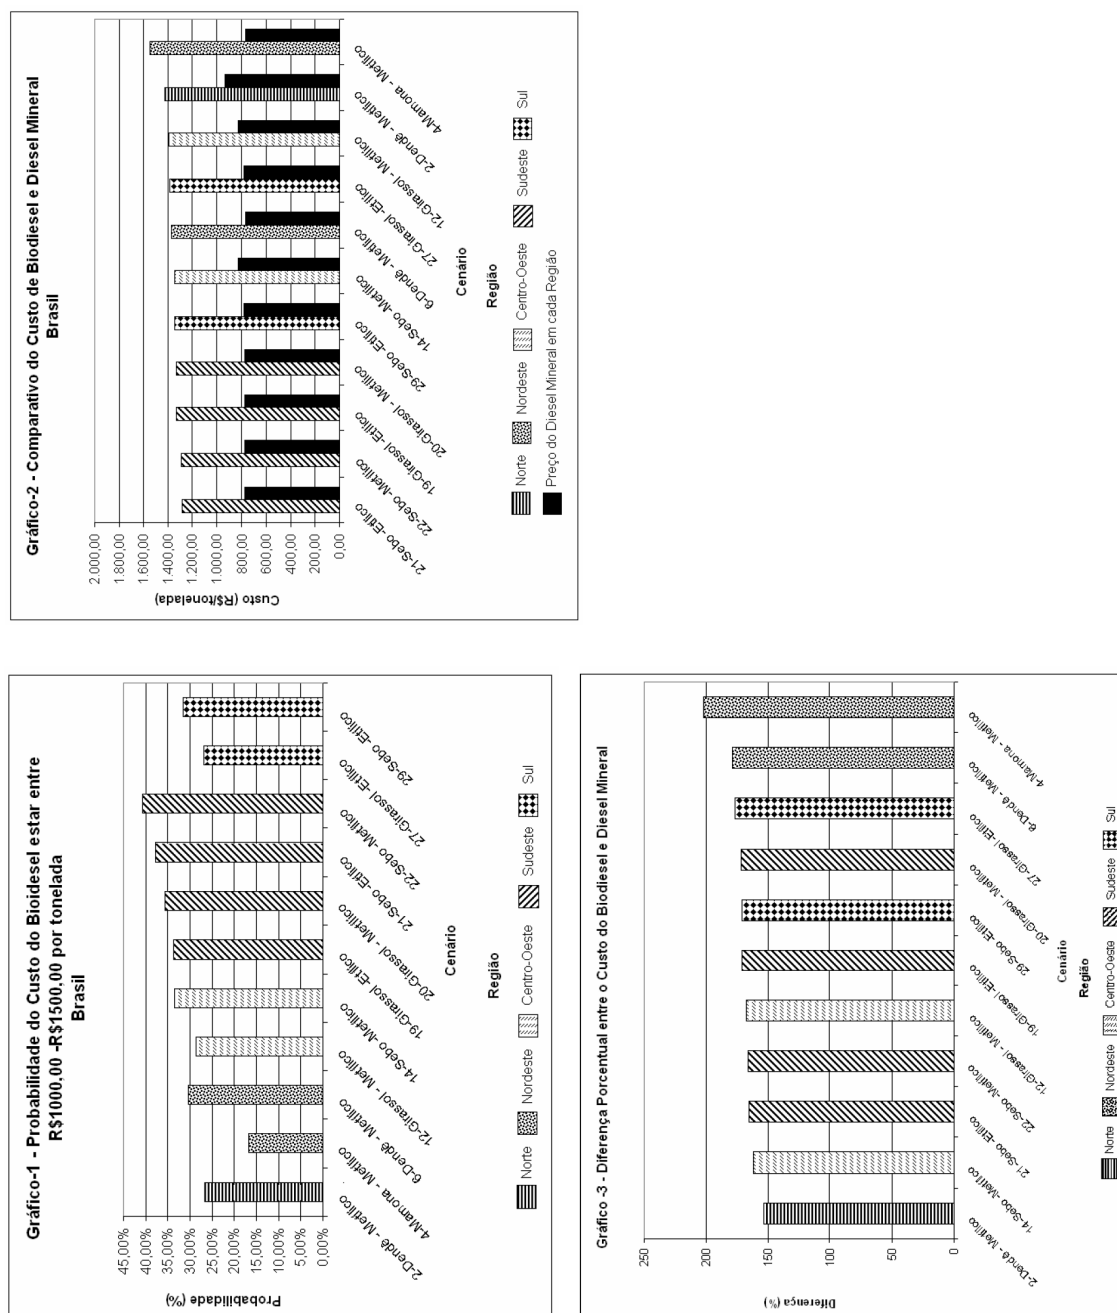 Gráfico-1 - Probabilidade do Custo do Bioidesel estar entre
R$1000,00 -R$1500,00 por tonelada
Brasil
45,00%
40,00%
35,00%
30,00%
25,00%
20,00%
15,00%
10,00%
5,00%
0,00%
Probabilidade (%)
2-Dendê - Metílico
4-Mamona - Metílico
6-Dendê - Metílico
12-Girassol - Metílico
14-Sebo -Metílico
19-Girassol -Etílico
20-Girassol - Metílico
21-Sebo -Etílico
22-Sebo -Metílico
27-Girassol -Etílico
29-Sebo -Etílico
Cenário
Região
Norte Nordeste Centro-Oeste Sudeste Sul
Gráfico-2 - Comparativo do Custo de Biodiesel e Diesel Mineral
Brasil
2.000,00
1.800,00
1.600,00
1.400,00
1.200,00
1.000,00
800,00
600,00
400,00
200,00
0,00
Custo (R$/tonelada)
21-Sebo -Etílico
22-Sebo -Metílico
19-Girassol -Etílico
20-Girassol - Metílico
29-Sebo -Etílico
14-Sebo -Metílico
6-Dendê - Metílico
27-Girassol -Etílico
12-Girassol - Metílico
2-Dendê - Metílico
4-Mamona - Metílico
Cenário
Região
Norte Nordeste Centro-Oeste Sudeste Sul
Preço do Diesel Mineral em cada Região
Gráfico -3 - Diferença Porcentual entre o Custo do Biodiesel e Diesel Mineral
250
200
150
100
50
0
Diferença (%)
2-Dendê - Metílico
14-Sebo -Metílico
21-Sebo -Etílico
22-Sebo -Metílico
12-Girassol - Metílico
19-Girassol -Etílico
29-Sebo -Etílico
20-Girassol - Metílico
27-Girassol -Etílico
6-Dendê - Metílico
4-Mamona - Metílico
Cenário
Região
Norte Nordeste Centro-Oeste Sudeste Sul